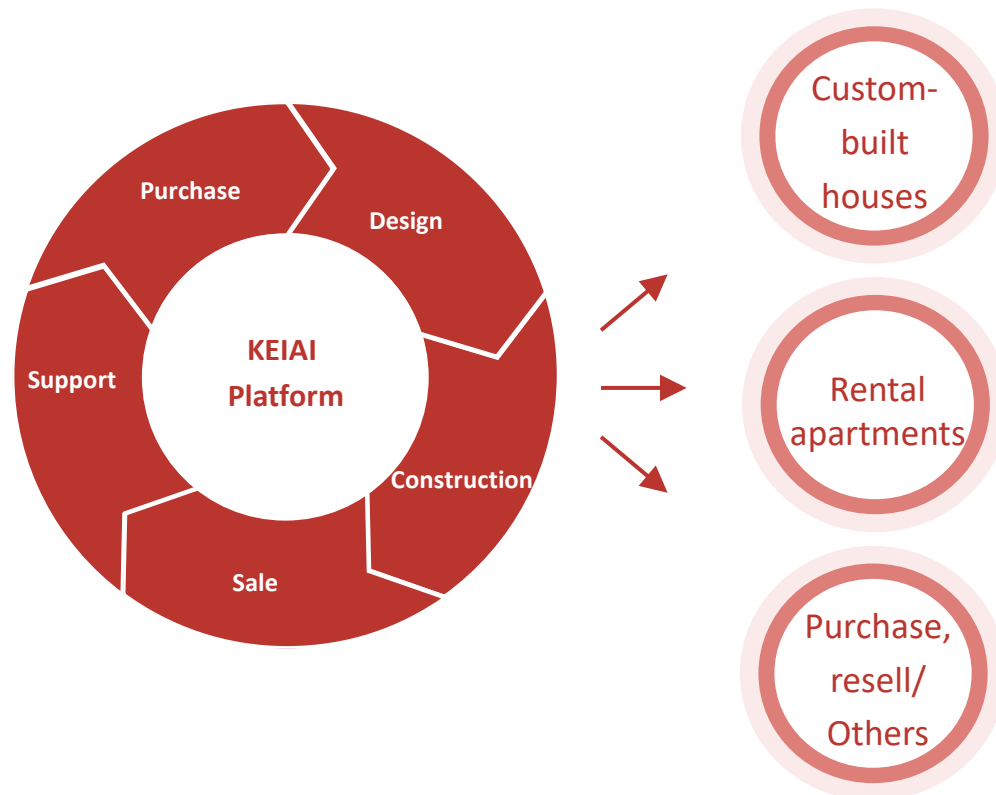 Purchase
Design
Construction
Sale
Support
KEIAI
Platform
Custom-
built
houses
Rental
apartments
Purchase,
resell/
Others